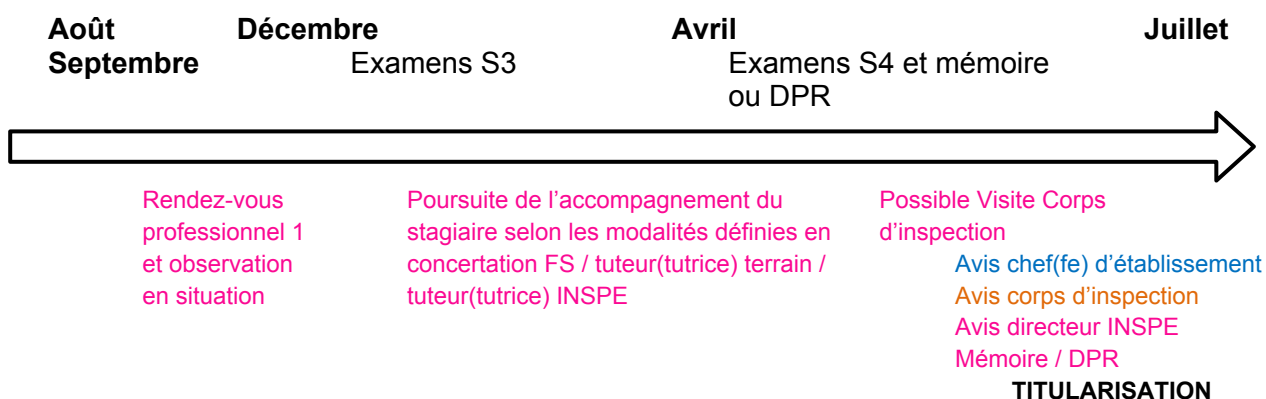 Août Décembre Avril Juillet
Septembre Examens S3 Examens S4 et mémoire
ou DPR
Rendez-vous
professionnel 1
et observation
en situation
Poursuite de l’accompagnement du
stagiaire selon les modalités définies en
concertation FS / tuteur(tutrice) terrain /
tuteur(tutrice) INSPE
Possible Visite Corps
d’inspection
Avis chef(fe) d’établissement
Avis corps d’inspection
Avis directeur INSPE
Mémoire / DPR
TITULARISATION